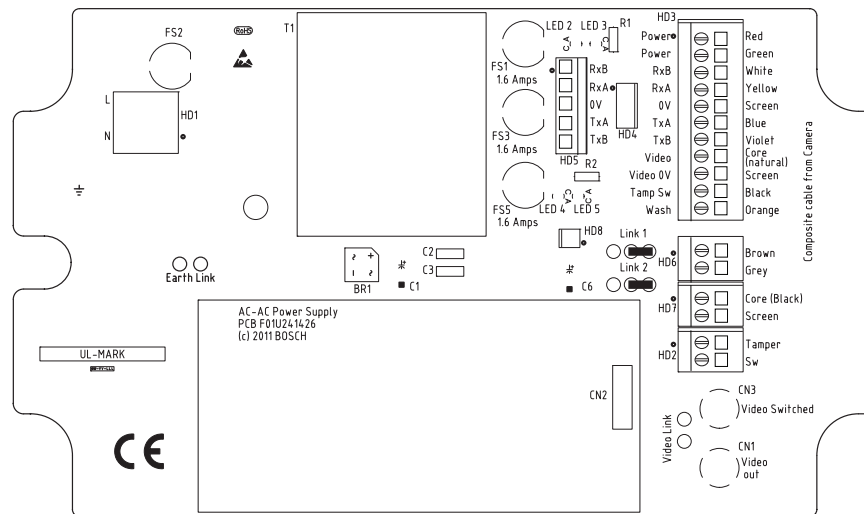 FS2
RoHS
T1
L
N
HD1
Earth Link
UL-MARK
CE
LED 2
LED 3
R1
C_A
C_A
FS1
1.6 Amps
FS3
1.6 Amps
FS5
1.6 Amps
RxB
RxA
0V
TxA
TxB
HD5
HD4
R2
C_A
C_A
LED 4
LED 5
HD8
Link 1
Link 2
C2
C3
BR1
C1
C6
AC-AC Power Supply
PCB F01U241426
(c) 2011 BOSCH
CN2
HD3
Power Red
Power Green
RxB White
RxA Yellow
0V Screen
TxA Blue
TxB Violet
Video Core (natural)
Video 0V Screen
Tamp Sw Black
Wash Orange
Composite cable from Camera
HD6
Brown
Grey
HD7
Core (Black)
Screen
HD2
Tamper
Sw
CN3
Video Switched
Video Link
CN1
Video
out